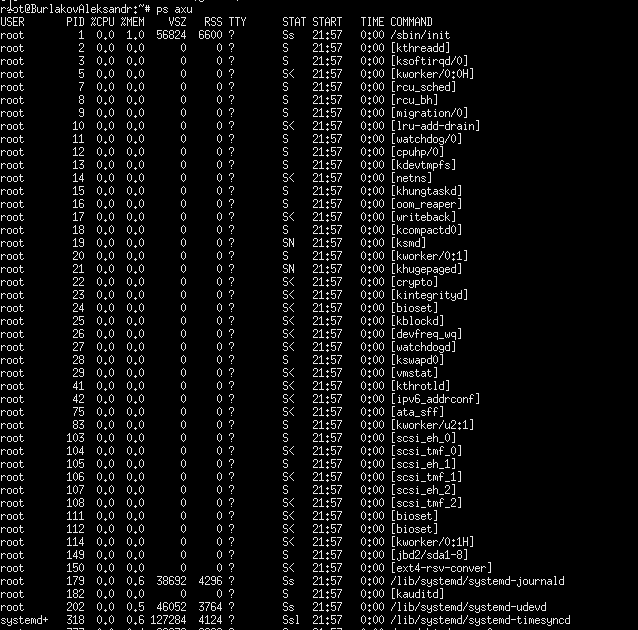 root@BurlakovAleksandr:~# ps axu
USER PID %CPU %MEM VSZ RSS TTY STAT START TIME COMMAND
root 1 0.0 1.0 56824 6600 ? Ss 21:57 0:00 /sbin/init
root 2 0.0 0.0 0 0 ? S 21:57 0:00 [kthreadd]
root 3 0.0 0.0 0 0 ? S 21:57 0:00 [ksoftirqd/0]
root 5 0.0 0.0 0 0 ? S< 21:57 0:00 [kworker/0:0H]
root 7 0.0 0.0 0 0 ? S 21:57 0:00 [rcu_sched]
root 8 0.0 0.0 0 0 ? S 21:57 0:00 [rcu_bh]
root 9 0.0 0.0 0 0 ? S 21:57 0:00 [migration/0]
root 10 0.0 0.0 0 0 ? S< 21:57 0:00 [lru-add-drain]
root 11 0.0 0.0 0 0 ? S 21:57 0:00 [watchdog/0]
root 12 0.0 0.0 0 0 ? S 21:57 0:00 [cpuhp/0]
root 13 0.0 0.0 0 0 ? S 21:57 0:00 [kdevtmpfs]
root 14 0.0 0.0 0 0 ? S< 21:57 0:00 [netns]
root 15 0.0 0.0 0 0 ? S 21:57 0:00 [khungtaskd]
root 16 0.0 0.0 0 0 ? S 21:57 0:00 [oom_reaper]
root 17 0.0 0.0 0 0 ? S< 21:57 0:00 [writeback]
root 18 0.0 0.0 0 0 ? S 21:57 0:00 [kcompactd0]
root 19 0.0 0.0 0 0 ? SN 21:57 0:00 [ksmd]
root 20 0.0 0.0 0 0 ? S 21:57 0:00 [kworker/0:1]
root 21 0.0 0.0 0 0 ? SN 21:57 0:00 [khugepaged]
root 22 0.0 0.0 0 0 ? S< 21:57 0:00 [crypto]
root 23 0.0 0.0 0 0 ? S< 21:57 0:00 [kintegrityd]
root 24 0.0 0.0 0 0 ? S< 21:57 0:00 [bioset]
root 25 0.0 0.0 0 0 ? S< 21:57 0:00 [kblockd]
root 26 0.0 0.0 0 0 ? S< 21:57 0:00 [devfreq_wq]
root 27 0.0 0.0 0 0 ? S< 21:57 0:00 [watchdogd]
root 28 0.0 0.0 0 0 ? S 21:57 0:00 [kswapd0]
root 29 0.0 0.0 0 0 ? S< 21:57 0:00 [vmstat]
root 41 0.0 0.0 0 0 ? S< 21:57 0:00 [kthrotld]
root 42 0.0 0.0 0 0 ? S< 21:57 0:00 [ipv6_addrconf]
root 75 0.0 0.0 0 0 ? S< 21:57 0:00 [ata_sff]
root 83 0.0 0.0 0 0 ? S 21:57 0:00 [kworker/u2:1]
root 103 0.0 0.0 0 0 ? S 21:57 0:00 [scsi_eh_0]
root 104 0.0 0.0 0 0 ? S< 21:57 0:00 [scsi_tmf_0]
root 105 0.0 0.0 0 0 ? S 21:57 0:00 [scsi_eh_1]
root 106 0.0 0.0 0 0 ? S< 21:57 0:00 [scsi_tmf_1]
root 107 0.0 0.0 0 0 ? S 21:57 0:00 [scsi_eh_2]
root 108 0.0 0.0 0 0 ? S< 21:57 0:00 [scsi_tmf_2]
root 111 0.0 0.0 0 0 ? S< 21:57 0:00 [bioset]
root 112 0.0 0.0 0 0 ? S< 21:57 0:00 [bioset]
root 114 0.0 0.0 0 0 ? S< 21:57 0:00 [kworker/0:1H]
root 149 0.0 0.0 0 0 ? S 21:57 0:00 [jbd2/sda1-8]
root 150 0.0 0.0 0 0 ? S< 21:57 0:00 [ext4-rsv-conver]
root 179 0.0 0.6 38692 4296 ? Ss 21:57 0:00 /lib/systemd/systemd-journald
root 182 0.0 0.0 0 0 ? S 21:57 0:00 [kauditd]
root 202 0.0 0.5 46052 3764 ? Ss 21:57 0:00 /lib/systemd/systemd-udevd
systemd+ 318 0.0 0.6 127284 4124 ? Ssl 21:57 0:00 /lib/systemd/systemd-timesyncd